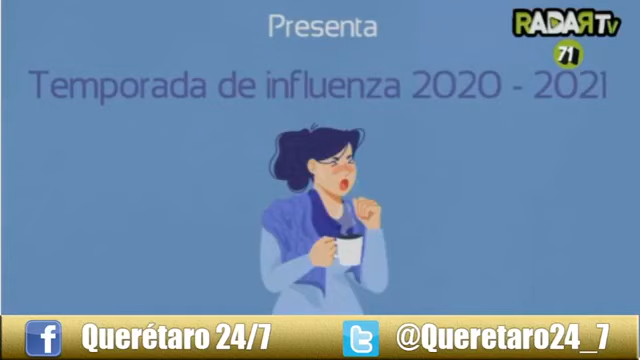 Presenta
RADAR TV
71
Temporada de influenza 2020 - 2021
f Querétaro 24/7
t @Queretaro24_7